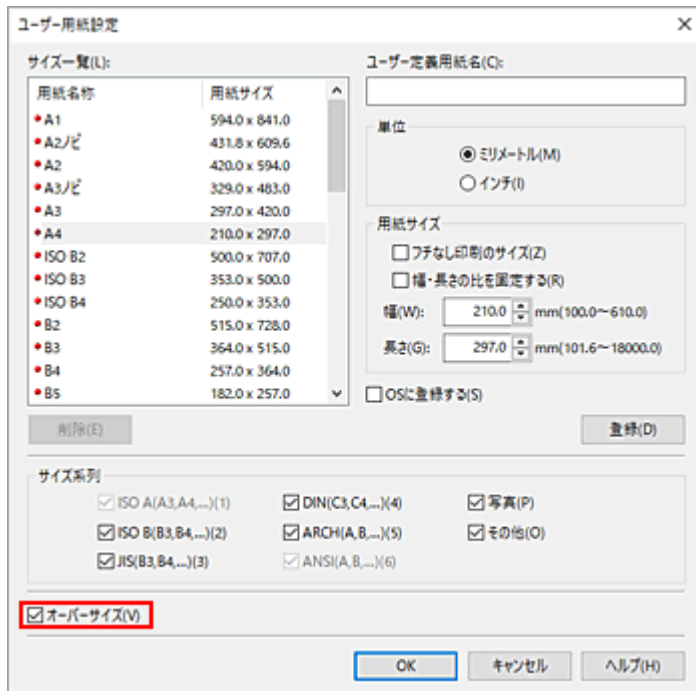 ユーザー用紙設定
サイズ一覧(L):
用紙名称 用紙サイズ
A1 594.0 x 841.0
A2ノビ 431.8 x 609.6
A2 420.0 x 594.0
A3ノビ 329.0 x 483.0
A3 297.0 x 420.0
A4 210.0 x 297.0
ISO B2 500.0 x 707.0
ISO B3 353.0 x 500.0
ISO B4 250.0 x 353.0
B2 515.0 x 728.0
B3 364.0 x 515.0
B4 257.0 x 364.0
B5 182.0 x 257.0
削除(E)
ユーザー定義用紙名(C):
単位
ミリメートル(M)
インチ(I)
用紙サイズ
フチなし印刷のサイズ(Z)
幅・長さの比を固定する(R)
幅(W): 210.0 mm(100.0～610.0)
長さ(G): 297.0 mm(101.6～18000.0)
OSに登録する(S)
登録(D)
サイズ系列
ISO A(A3,A4,...)(1) DIN(C3,C4,...)(4) 写真(P)
ISO B(B3,B4,...)(2) ARCH(A,B,...)(5) その他(O)
JIS(B3,B4,...)(3) ANSI(A,B,...)(6)
オーバーサイズ(V)
OK キャンセル ヘルプ(H)